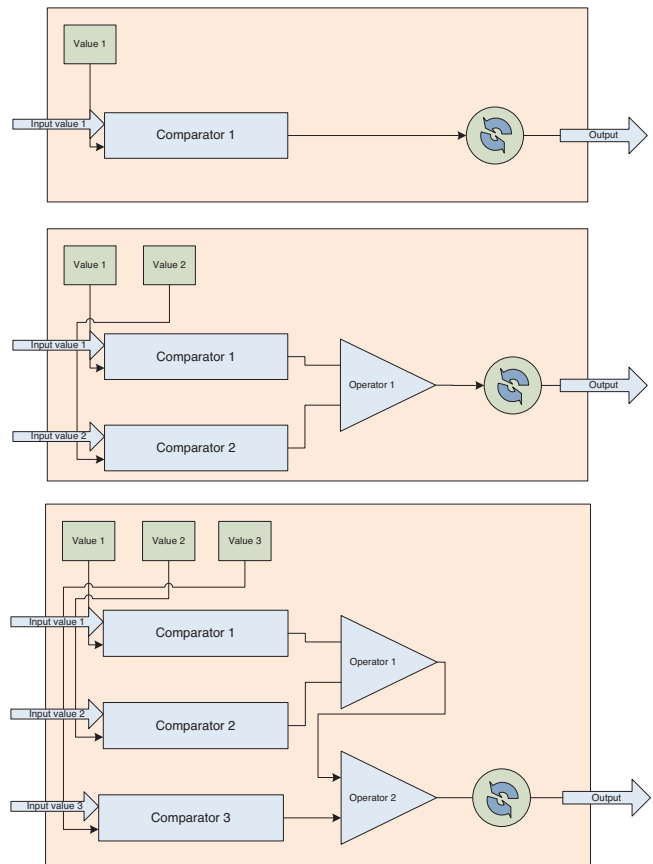 Value 1
Input value 1
Comparator 1
Output
Value 1
Value 2
Input value 1
Comparator 1
Operator 1
Output
Input value 2
Comparator 2
Value 1
Value 2
Value 3
Input value 1
Comparator 1
Operator 1
Input value 2
Comparator 2
Input value 3
Comparator 3
Operator 2
Output